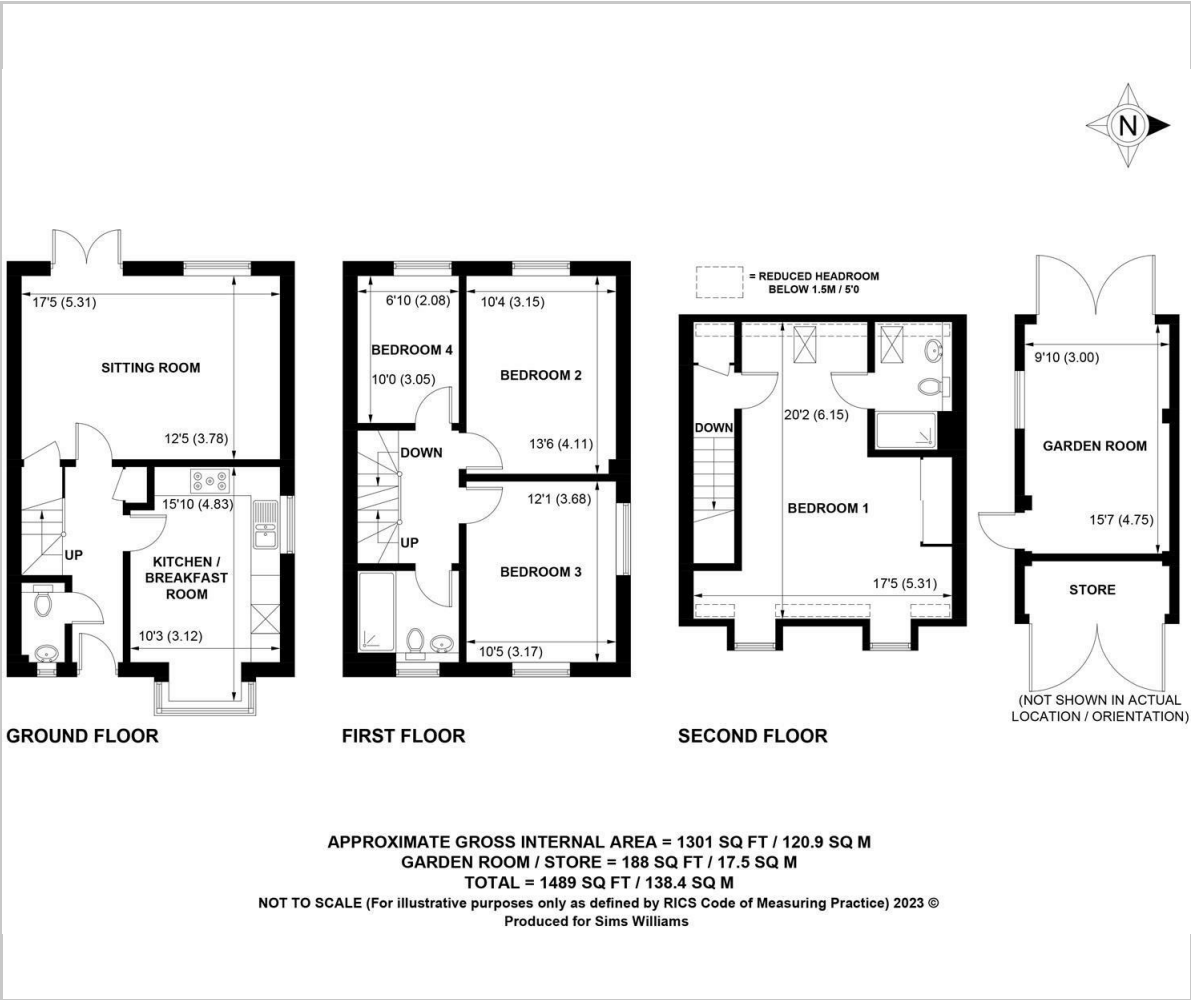 N
= REDUCED HEADROOM
BELOW 1.5M / 5'0
17'5 (5.31)
SITTING ROOM
12'5 (3.78)
15'10 (4.83)
UP
KITCHEN /
BREAKFAST
ROOM
10'3 (3.12)
GROUND FLOOR
6'10 (2.08)
10'4 (3.15)
BEDROOM 4
BEDROOM 2
10'0 (3.05)
13'6 (4.11)
DOWN
12'1 (3.68)
UP
BEDROOM 3
10'5 (3.17)
FIRST FLOOR
20'2 (6.15)
DOWN
BEDROOM 1
17'5 (5.31)
SECOND FLOOR
9'10 (3.00)
GARDEN ROOM
15'7 (4.75)
STORE
(NOT SHOWN IN ACTUAL
LOCATION / ORIENTATION)
APPROXIMATE GROSS INTERNAL AREA = 1301 SQ FT / 120.9 SQ M
GARDEN ROOM / STORE = 188 SQ FT / 17.5 SQ M
TOTAL = 1489 SQ FT / 138.4 SQ M
NOT TO SCALE (For illustrative purposes only as defined by RICS Code of Measuring Practice) 2023 ©
Produced for Sims Williams